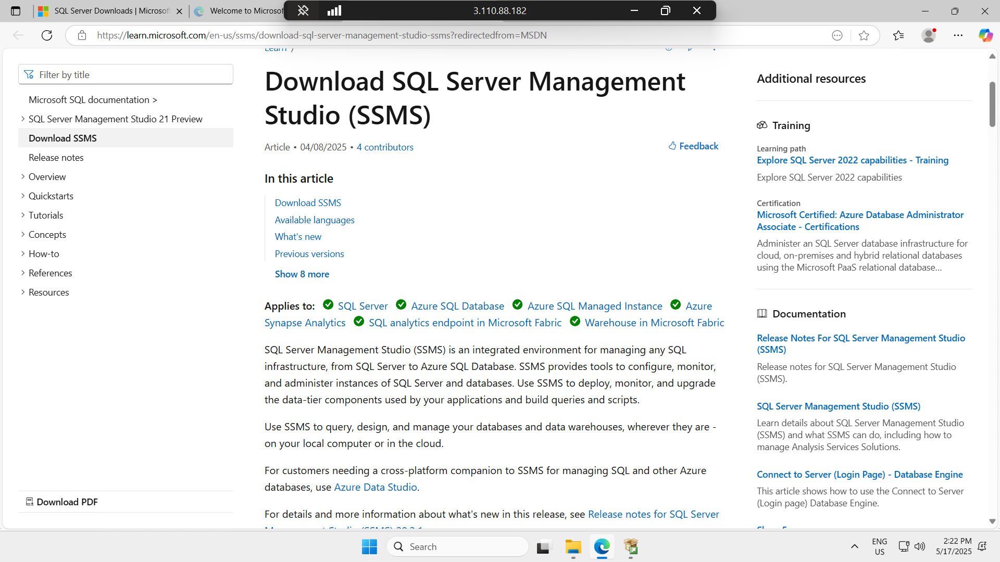 SQL Server Downloads | Microsoft
Welcome to Microsof
3.110.88.182
https://learn.microsoft.com/en-us/ssms/download-sql-server-management-studio-ssms?redirectedfrom=MSDN
Learn /
Filter by title
Microsoft SQL documentation >
SQL Server Management Studio 21 Preview
Download SSMS
Release notes
Overview
Quickstarts
Tutorials
Concepts
How-to
References
Resources
Download PDF
Download SQL Server Management
Studio (SSMS)
Article • 04/08/2025 • 4 contributors
Feedback
In this article
Download SSMS
Available languages
What's new
Previous versions
Show 8 more
Applies to: SQL Server Azure SQL Database Azure SQL Managed Instance Azure
Synapse Analytics SQL analytics endpoint in Microsoft Fabric Warehouse in Microsoft Fabric
SQL Server Management Studio (SSMS) is an integrated environment for managing any SQL
infrastructure, from SQL Server to Azure SQL Database. SSMS provides tools to configure, monitor,
and administer instances of SQL Server and databases. Use SSMS to deploy, monitor, and upgrade
the data-tier components used by your applications and build queries and scripts.
Use SSMS to query, design, and manage your databases and data warehouses, wherever they are -
on your local computer or in the cloud.
For customers needing a cross-platform companion to SSMS for managing SQL and other Azure
databases, use Azure Data Studio.
For details and more information about what's new in this release, see Release notes for SQL Server
Management Studio (SSMS) 20.2.1
Additional resources
Training
Learning path
Explore SQL Server 2022 capabilities - Training
Explore SQL Server 2022 capabilities
Certification
Microsoft Certified: Azure Database Administrator
Associate - Certifications
Administer an SQL Server database infrastructure for
cloud, on-premises and hybrid relational databases
using the Microsoft PaaS relational database...
Documentation
Release Notes For SQL Server Management Studio
(SSMS)
Release notes for SQL Server Management Studio
(SSMS).
SQL Server Management Studio (SSMS)
Learn details about SQL Server Management Studio
(SSMS) and what SSMS can do, including how to
manage Analysis Services Solutions.
Connect to Server (Login Page) - Database Engine
This article shows how to use the Connect to Server
(Login page) Database Engine.
Show 5
Search
ENG
US
2:22 PM
5/17/2025